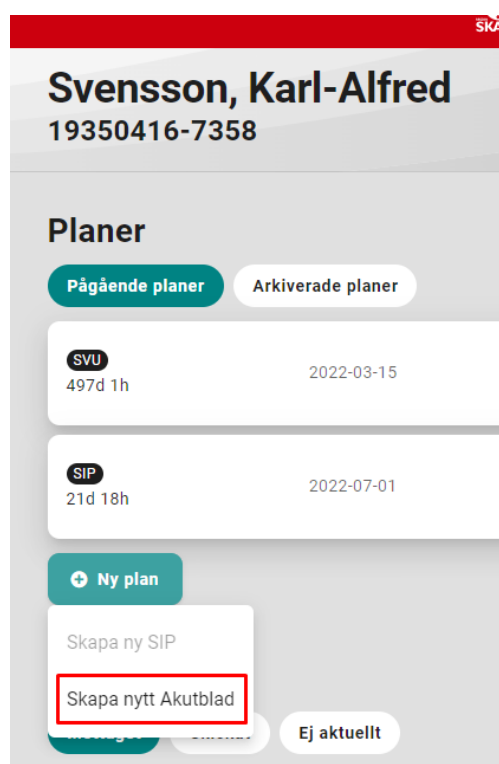 Svensson, Karl-Alfred
19350416-7358
Planer
Pågående planer Arkiverade planer
SVU
497d 1h 2022-03-15
SIP
21d 18h 2022-07-01
Ny plan
Skapa ny SIP
Skapa nytt Akutblad
Ej aktuellt